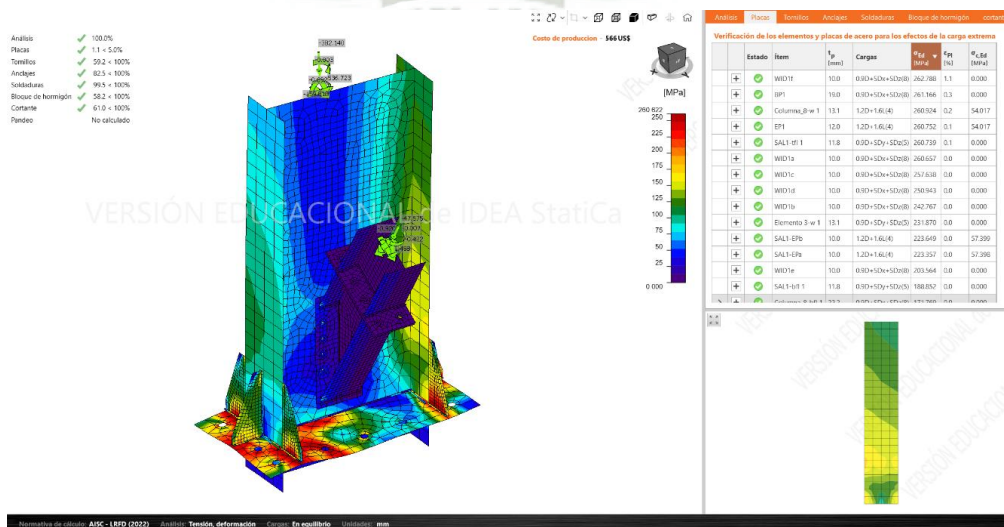 Análisis 100.0%
Placas 1.1 < 5.0%
Tornillos 59.2 < 100%
Anclajes 82.5 < 100%
Soldaduras 99.5 < 100%
Bloque de hormigón 58.2 < 100%
Cortante 61.0 < 100%
Pandeo No calculado
Costo de produccion - 566 US$
[MPa]
260.622
250
225
200
175
150
125
100
75
50
25
0.000
VERSIÓN EDUCACIONAL de IDEA StatiCa
Análisis Placas Tornillos Anclajes Soldaduras Bloque de hormigón cortant
Verificación de los elementos y placas de acero para los efectos de la carga extrema
Estado Ítem tp [mm] Cargas σEd [MPa] εPl [%] σc,Ed [MPa]
WID1f 10.0 0.9D+SDx+SDz(8) 262.788 1.1 0.000
BP1 19.0 0.9D+SDx+SDz(8) 261.166 0.3 0.000
Columna_8-w 1 13.1 1.2D+1.6L(4) 260.924 0.2 54.017
EP1 12.0 1.2D+1.6L(4) 260.752 0.1 54.017
SAL1-tfl 1 11.8 0.9D+SDy+SDz(5) 260.739 0.1 0.000
WID1a 10.0 0.9D+SDx+SDz(8) 260.657 0.0 0.000
WID1c 10.0 0.9D+SDx+SDz(8) 257.658 0.0 0.000
WID1d 10.0 0.9D+SDx+SDz(8) 250.943 0.0 0.000
WID1b 10.0 0.9D+SDx+SDz(8) 242.767 0.0 0.000
Elemento 3-w 1 13.1 0.9D+SDy+SDz(5) 231.870 0.0 0.000
SAL1-EPb 10.0 1.2D+1.6L(4) 223.649 0.0 57.399
SAL1-EPa 10.0 1.2D+1.6L(4) 223.357 0.0 57.398
WID1e 10.0 0.9D+SDx+SDz(8) 203.564 0.0 0.000
SAL1-bfl 1 11.8 0.9D+SDy+SDz(5) 188.852 0.0 0.000
Normativa de cálculo: AISC - LRFD (2022) Análisis: Tensión, deformación Cargas: En equilibrio Unidades: mm